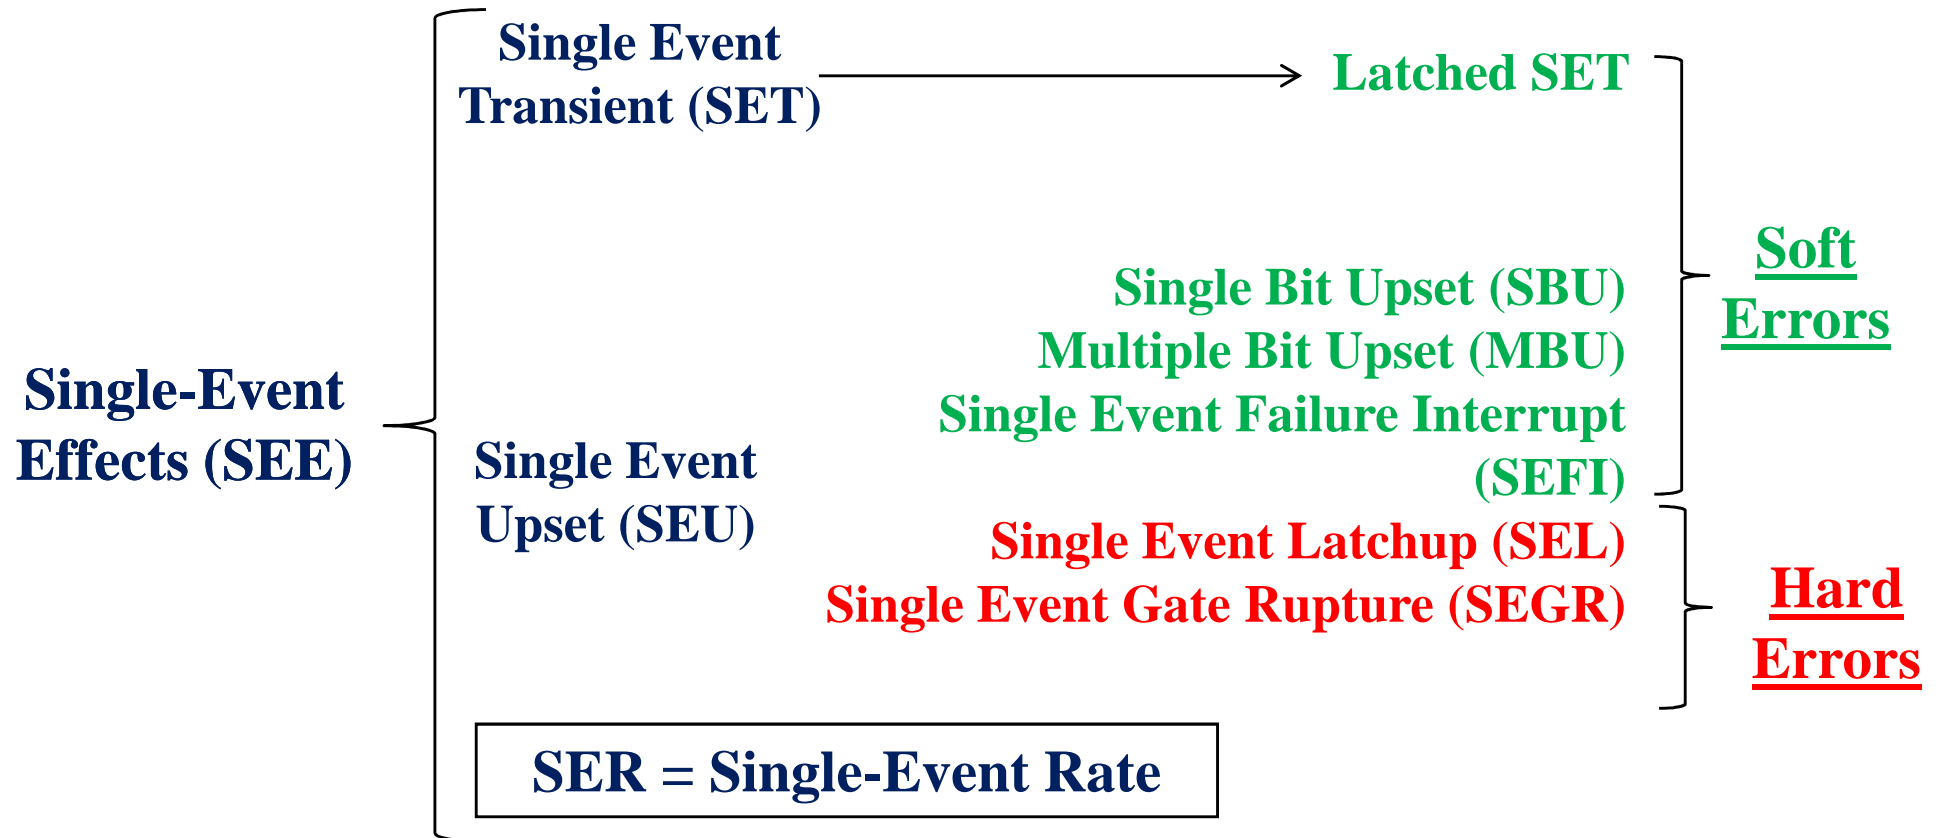 Single-Event
Effects (SEE)
Single Event
Transient (SET)
Latched SET
Single Event
Upset (SEU)
Single Bit Upset (SBU)
Multiple Bit Upset (MBU)
Single Event Failure Interrupt
(SEFI)
Single Event Latchup (SEL)
Single Event Gate Rupture (SEGR)
Soft
Errors
Hard
Errors
SER = Single-Event Rate